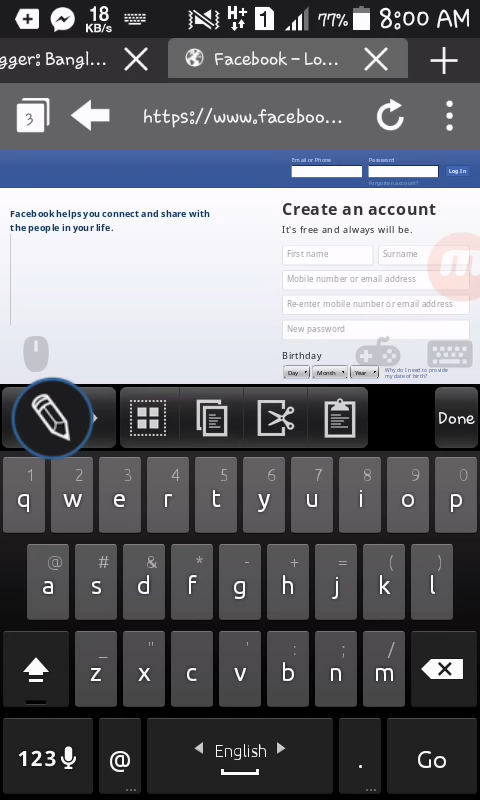 18
KB/s
H+
1
77%
8:00 AM
gger: Bangl...
Facebook – Lo...
3
https://www.faceboo...
Email or Phone
Password
Log In
Forgotten account?
Facebook helps you connect and share with
the people in your life.
Create an account
It's free and always will be.
First name
Surname
Mobile number or email address
Re-enter mobile number or email address
New password
Birthday
Day
Month
Year
Why do I need to provide
my date of birth?
Done
1 2 3 4 5 6 7 8 9 0
q w e r t y u i o p
@ # & * - + = ( )
a s d f g h j k l
_ " ' : ; /
z x c v b n m
123
@
...
English
.
...
Go